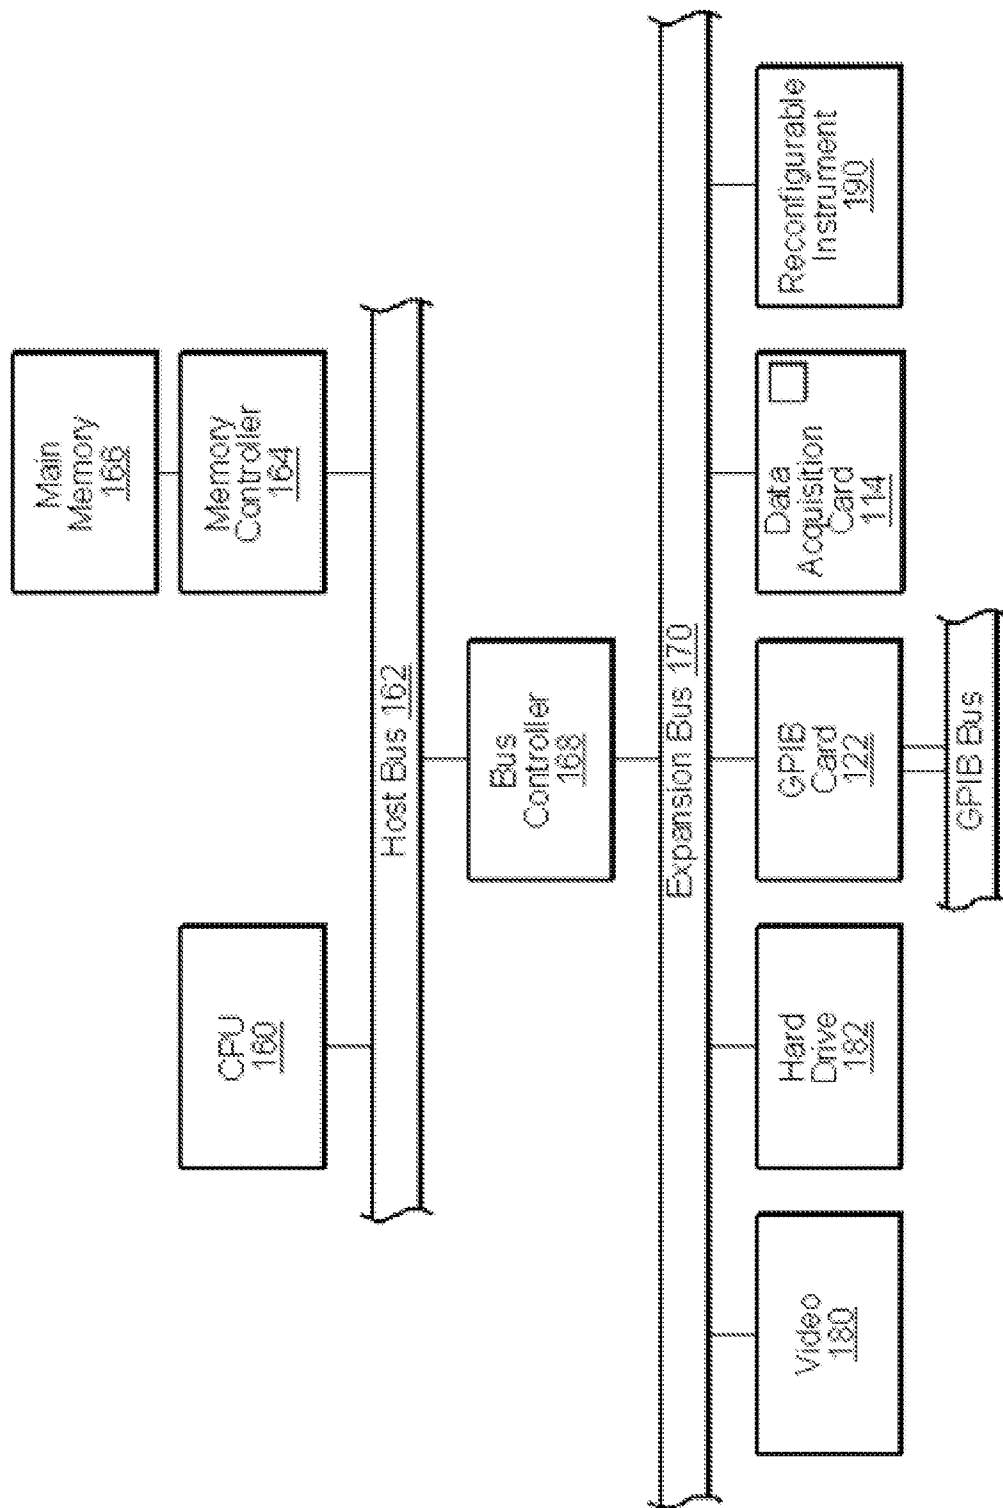 CPU
160
Main
Memory
166
Memory
Controller
164
Host Bus 162
Bus
Controller
168
Expansion Bus 170
Video
180
Hard
Drive
182
GPIB
Card
122
Data
Acquisition
Card
114
Reconfigurable
Instrument
190
GPIB Bus